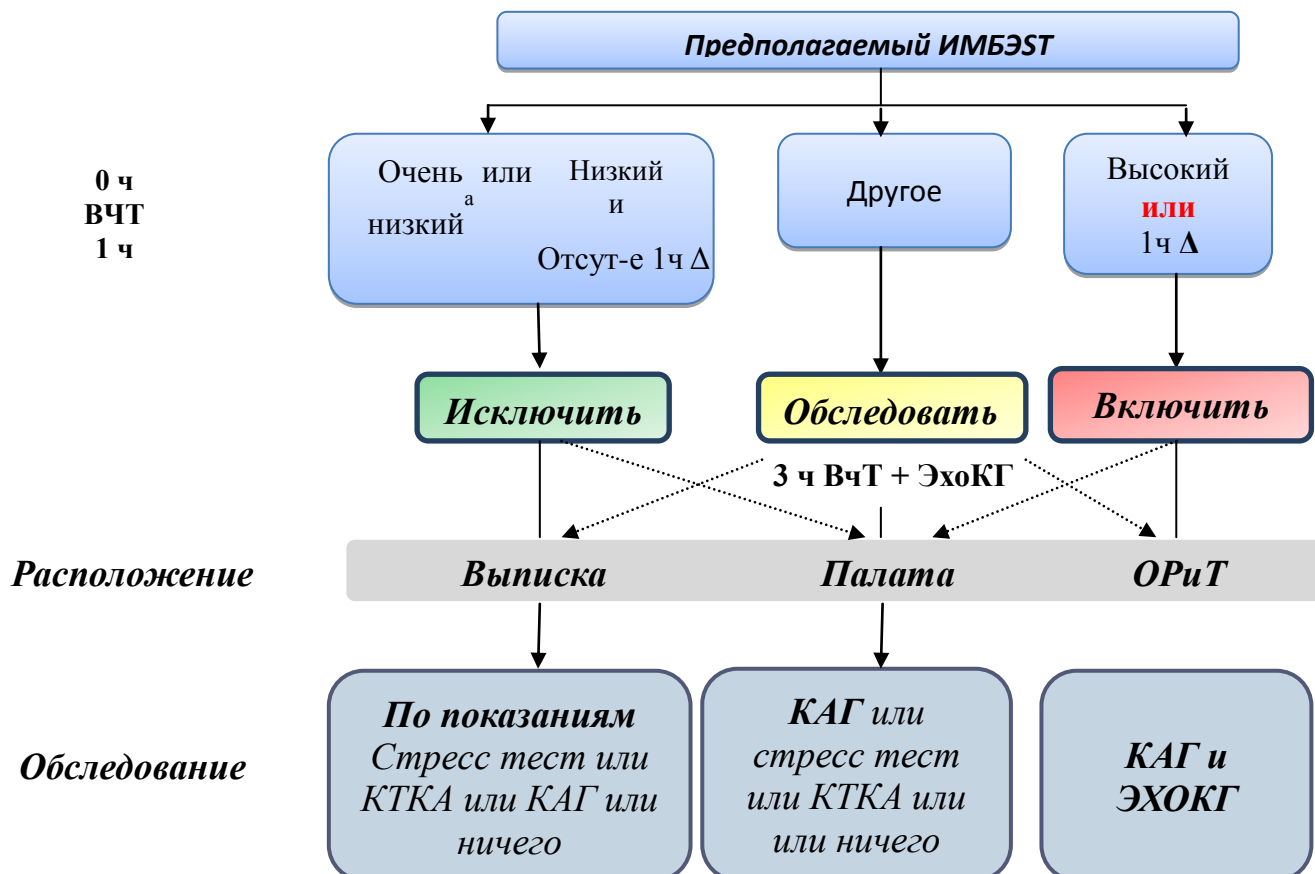 Предполагаемый ИМБЭST
0 ч
ВЧТ
1 ч
Очень или
низкий а
Низкий
и
Отсут-е 1ч Δ
Другое
Высокий
или
1ч Δ
Исключить
Обследовать
Включить
3 ч ВчТ + ЭхоКГ
Расположение
Выписка
Палата
ОРиТ
Обследование
По показаниям
Стресс тест или
КТКА или КАГ или
ничего
КАГ или
стресс тест
или КТКА или
или ничего
КАГ и
ЭХОКГ